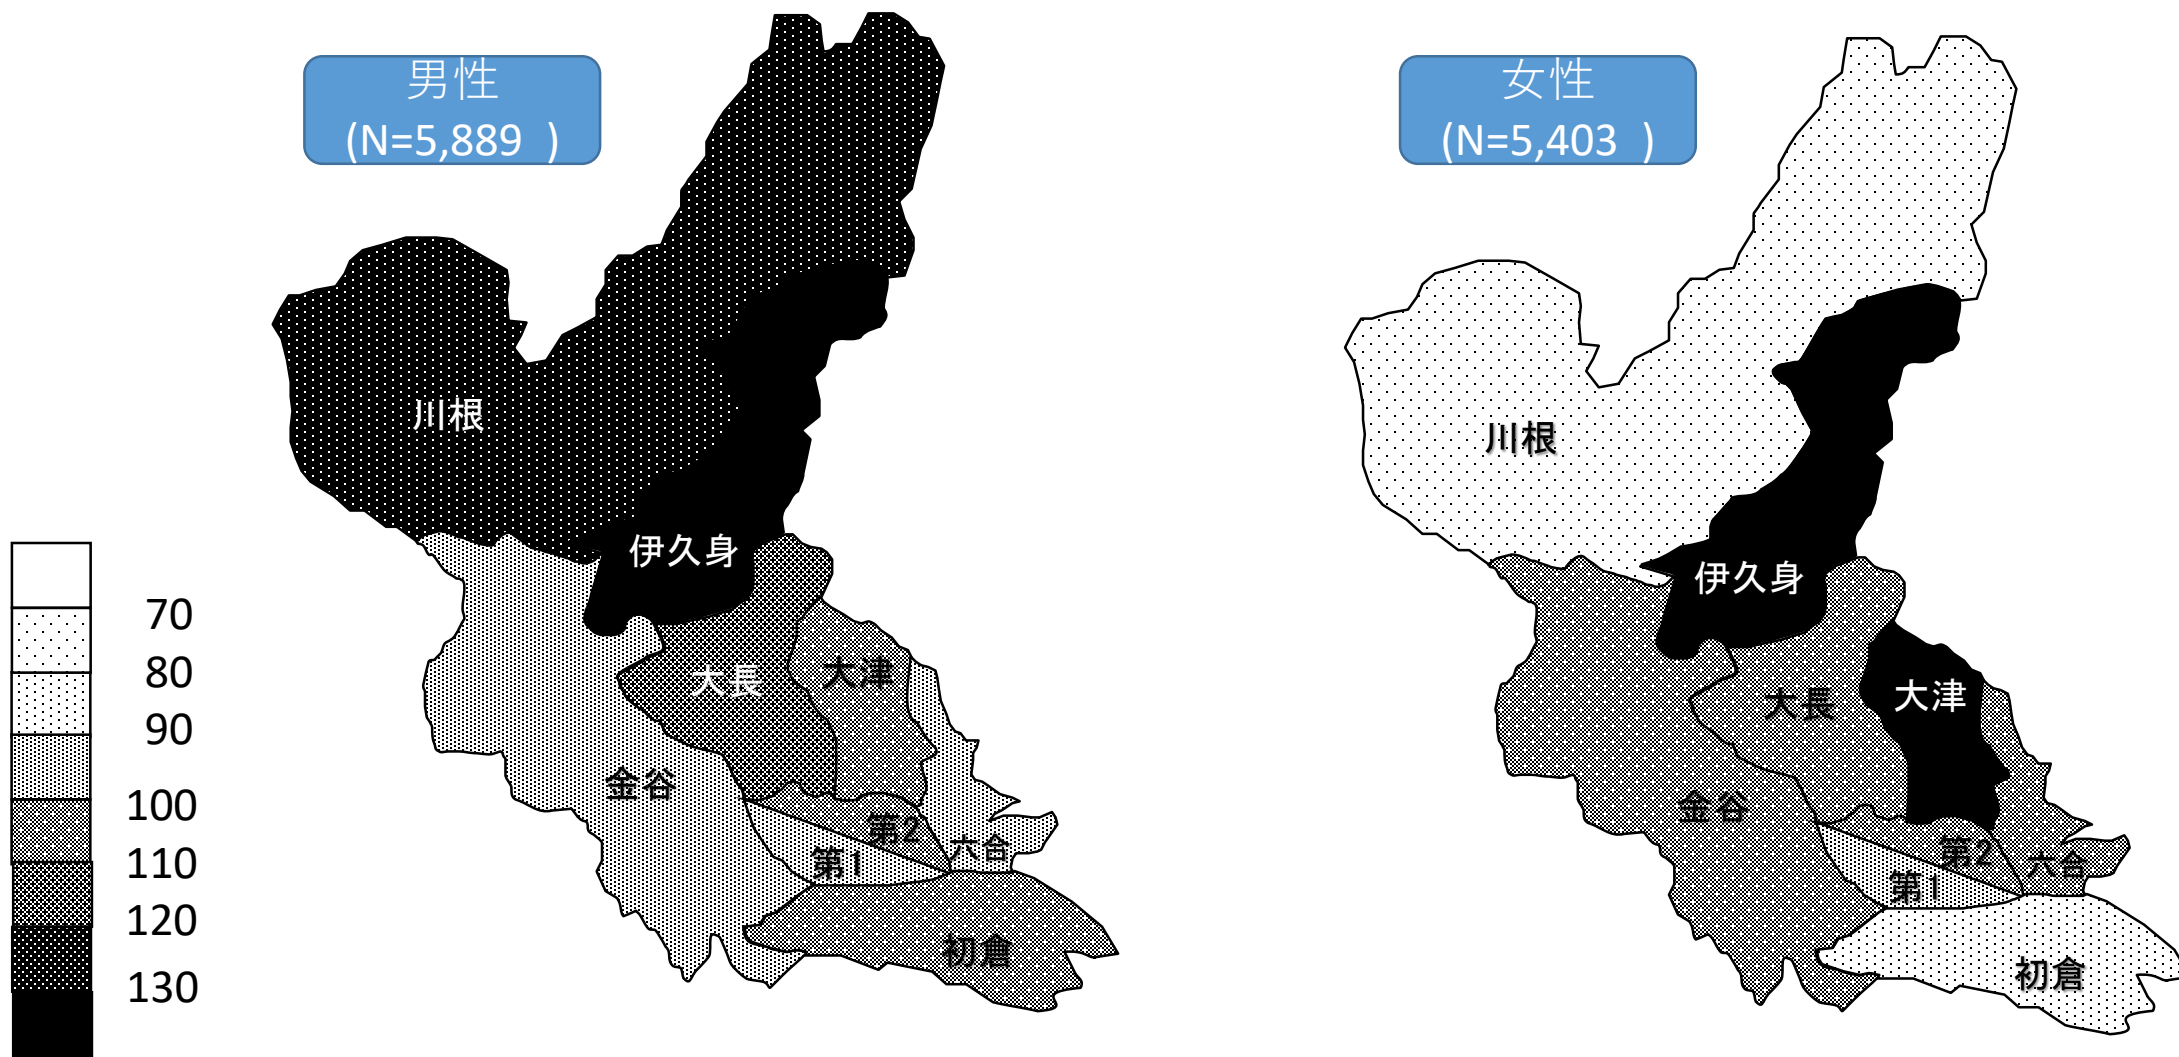 男性
(N=5,889 )
川根
伊久身
大長
大津
金谷
第2
第1
六合
初倉
女性
(N=5,403 )
川根
伊久身
大長
大津
金谷
第2
第1
六合
初倉
70
80
90
100
110
120
130